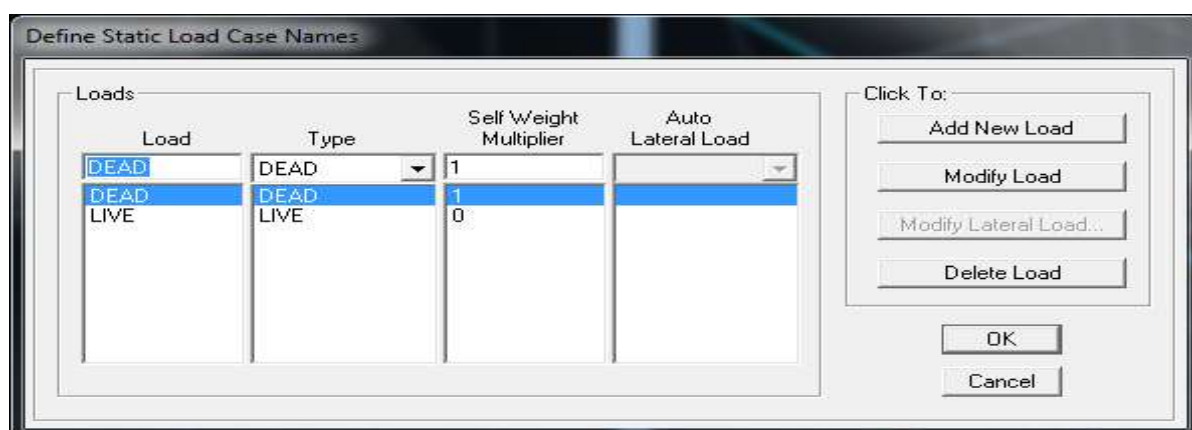 Define Static Load Case Names
Loads
Load Type Self Weight Multiplier Auto Lateral Load
DEAD DEAD 1
DEAD DEAD 1
LIVE LIVE 0
Click To:
Add New Load
Modify Load
Modify Lateral Load...
Delete Load
OK
Cancel